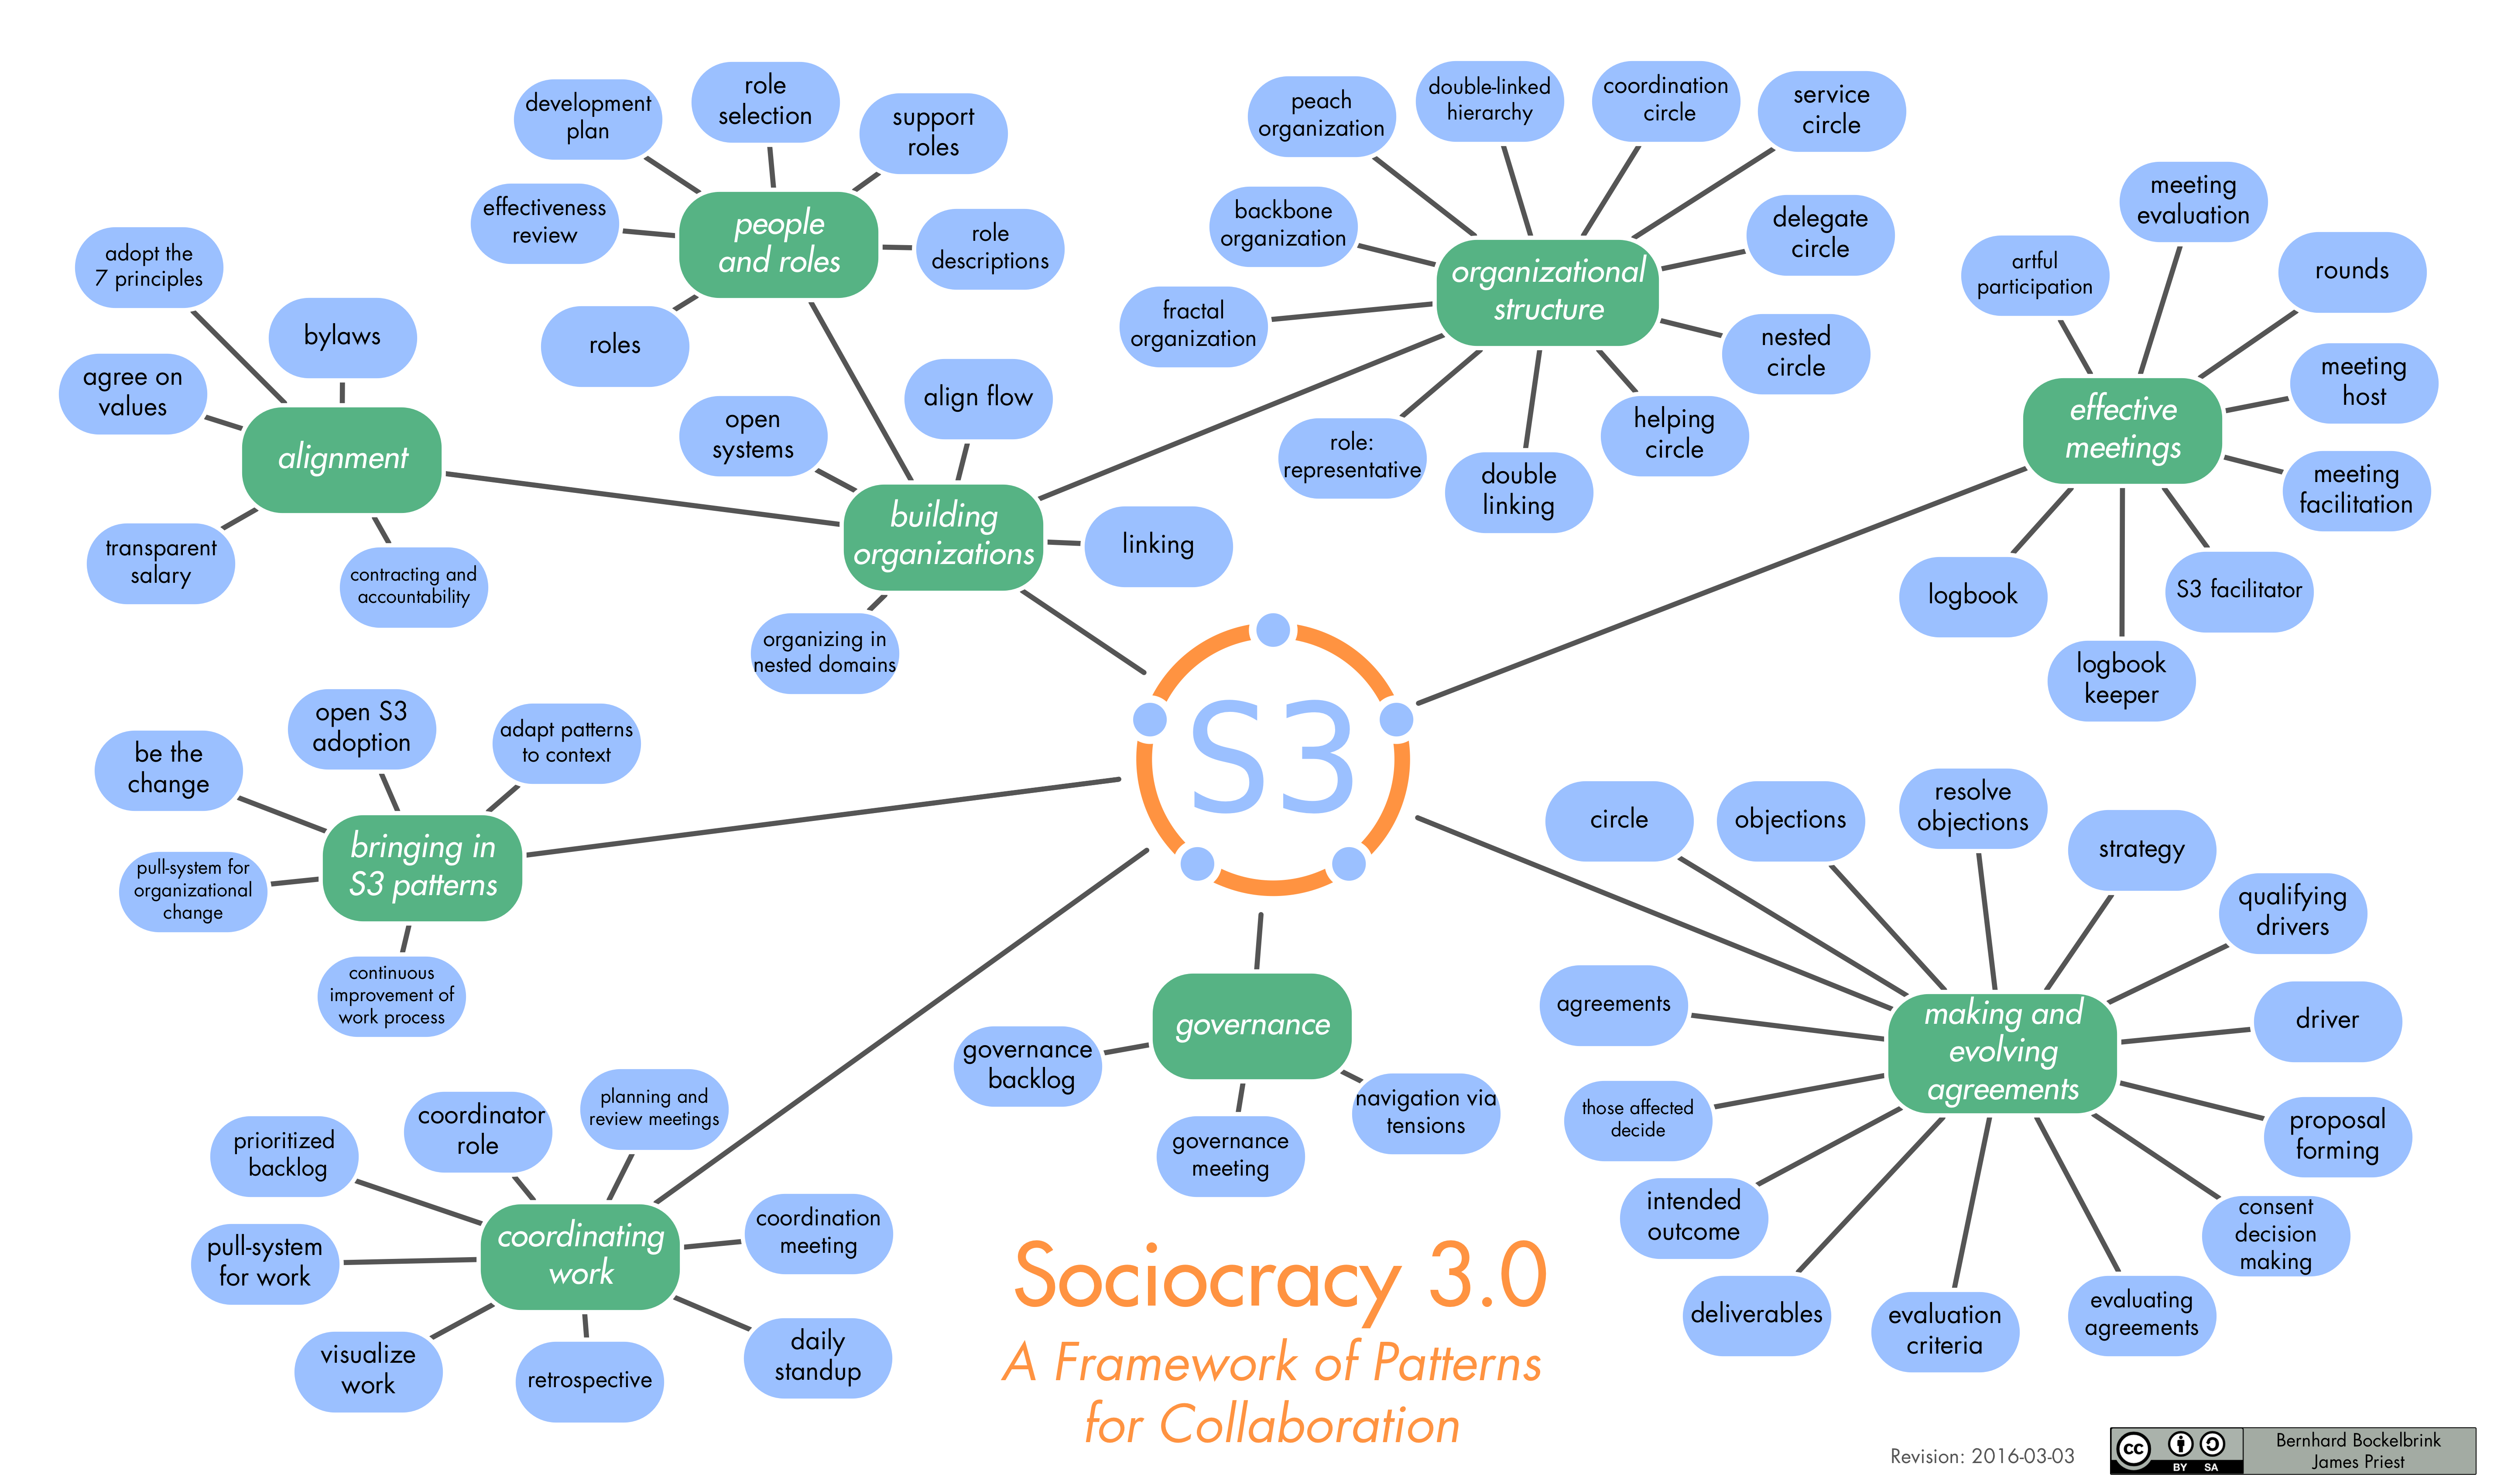 development
plan
role
selection
support
roles
effectiveness
review
people
and roles
role
descriptions
roles
adopt the
7 principles
bylaws
agree on
values
alignment
transparent
salary
contracting and
accountability
open
systems
align flow
building
organizations
linking
organizing in
nested domains
peach
organization
double-linked
hierarchy
coordination
circle
service
circle
backbone
organization
organizational
structure
delegate
circle
fractal
organization
nested
circle
role:
representative
double
linking
helping
circle
meeting
evaluation
artful
participation
rounds
effective
meetings
meeting
host
meeting
facilitation
logbook
S3 facilitator
logbook
keeper
S3
open S3
adoption
adapt patterns
to context
be the
change
bringing in
S3 patterns
pull-system for
organizational
change
continuous
improvement of
work process
circle
objections
resolve
objections
strategy
qualifying
drivers
agreements
making and
evolving
agreements
driver
those affected
decide
proposal
forming
intended
outcome
consent
decision
making
deliverables
evaluation
criteria
evaluating
agreements
governance
governance
backlog
governance
meeting
navigation via
tensions
planning and
review meetings
coordinator
role
prioritized
backlog
coordinating
work
coordination
meeting
pull-system
for work
visualize
work
retrospective
daily
standup
Sociocracy 3.0
A Framework of Patterns
for Collaboration
Revision: 2016-03-03
cc
BY SA
Bernhard Bockelbrink
James Priest